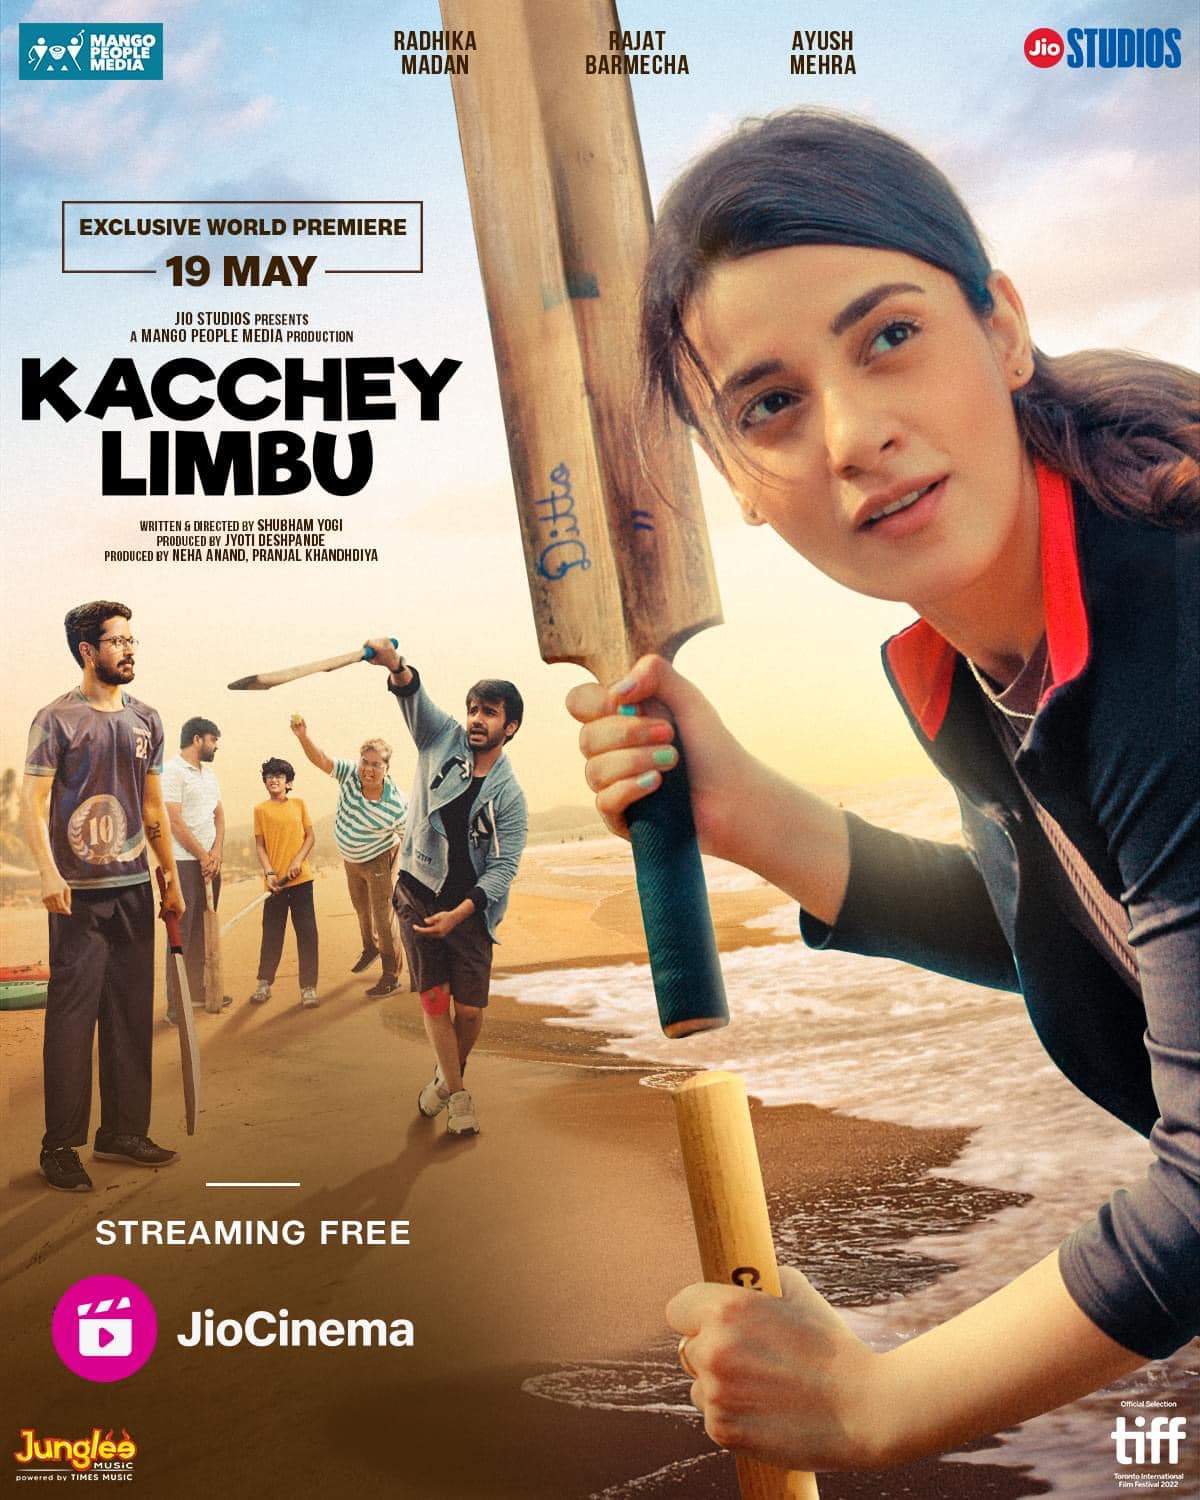 MANGO
PEOPLE
MEDIA
RADHIKA
MADAN
RAJAT
BARMECHA
AYUSH
MEHRA
Jio STUDIOS
EXCLUSIVE WORLD PREMIERE
19 MAY
JIO STUDIOS PRESENTS
A MANGO PEOPLE MEDIA PRODUCTION
KACCHEY
LIMBU
WRITTEN & DIRECTED BY SHUBHAM YOGI
PRODUCED BY JYOTI DESHPANDE
PRODUCED BY NEHA ANAND, PRANJAL KHANDHDIYA
Ditto
"
10
STREAMING FREE
JioCinema
Junglee
MUSIC
powered by TIMES MUSIC
Official Selection
tiff
Toronto International
Film Festival 2022